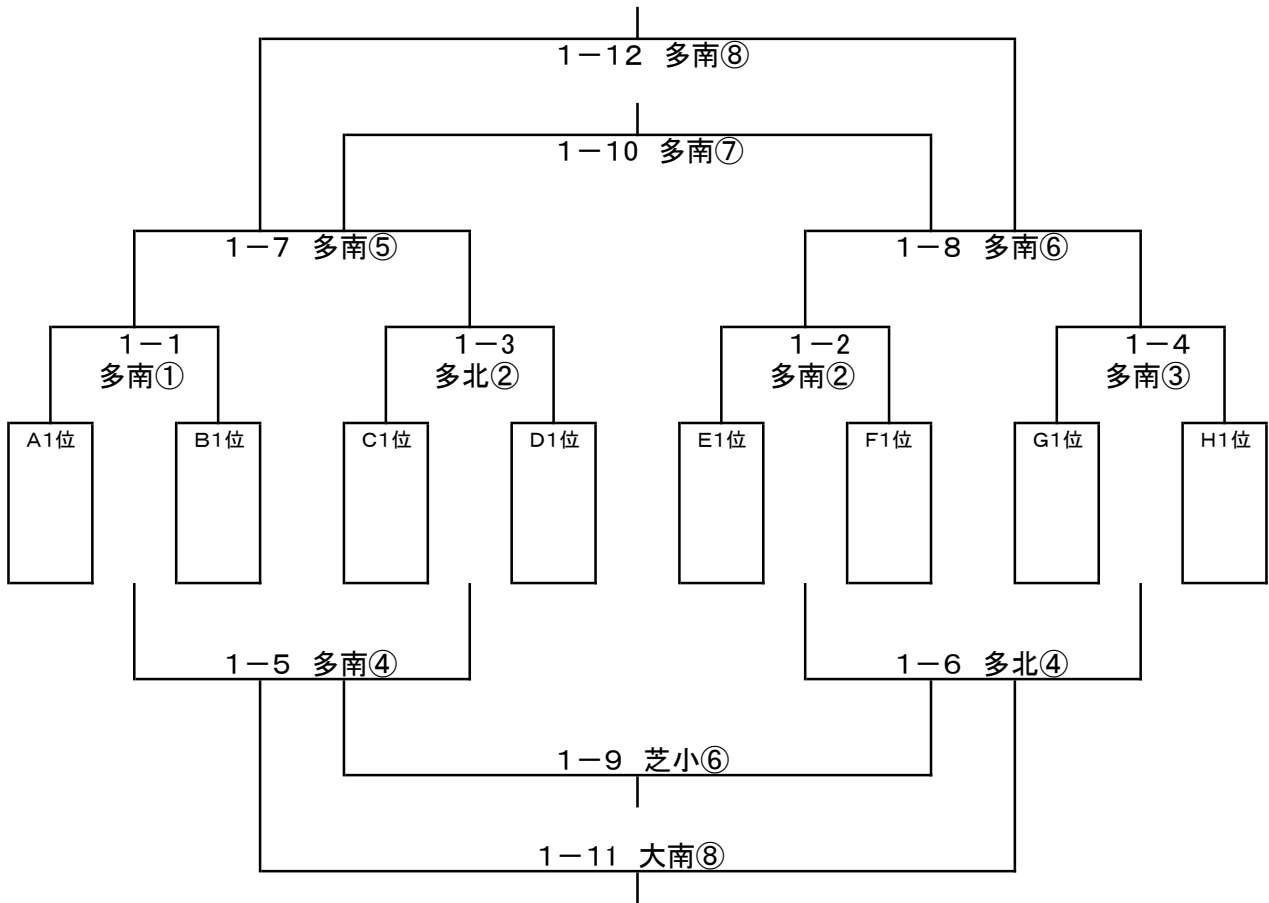 1－12 多南⑧
1－10 多南⑦
1－7 多南⑤
1－8 多南⑥
1－1
多南①
1－3
多北②
1－2
多南②
1－4
多南③
A1位
B1位
C1位
D1位
E1位
F1位
G1位
H1位
1－5 多南④
1－6 多北④
1－9 芝小⑥
1－11 大南⑧